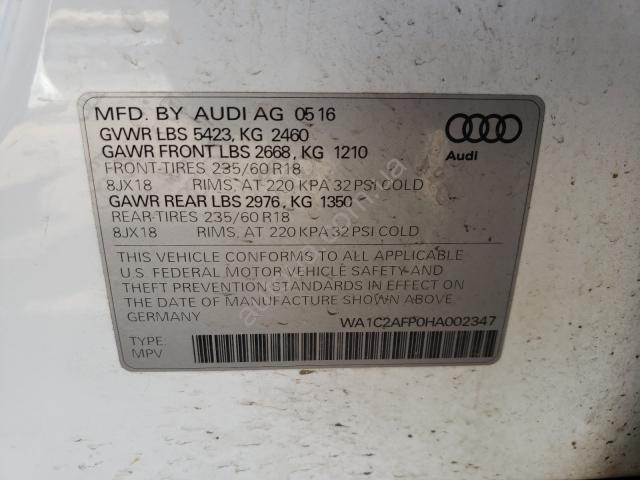 MFD. BY AUDI AG 05 16
GVWR LBS 5423, KG 2460
GAWR FRONT LBS 2668, KG 1210
FRONT-TIRES 235/60 R18
8JX18 RIMS, AT 220 KPA 32 PSI COLD
GAWR REAR LBS 2976, KG 1350
REAR-TIRES 235/60 R18
8JX18 RIMS, AT 220 KPA 32 PSI COLD
Audi
THIS VEHICLE CONFORMS TO ALL APPLICABLE
U.S. FEDERAL MOTOR VEHICLE SAFETY AND
THEFT PREVENTION STANDARDS IN EFFECT ON
THE DATE OF MANUFACTURE SHOWN ABOVE.
GERMANY
WA1C2AFP0HA002347
TYPE:
MPV